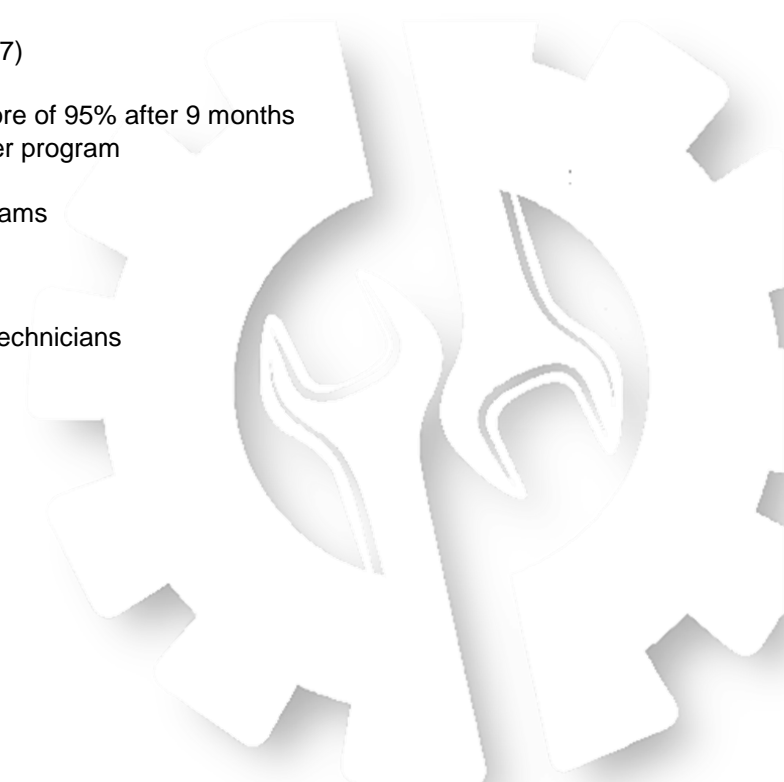 7)
ore of 95% after 9 months
er program
ams
echnicians